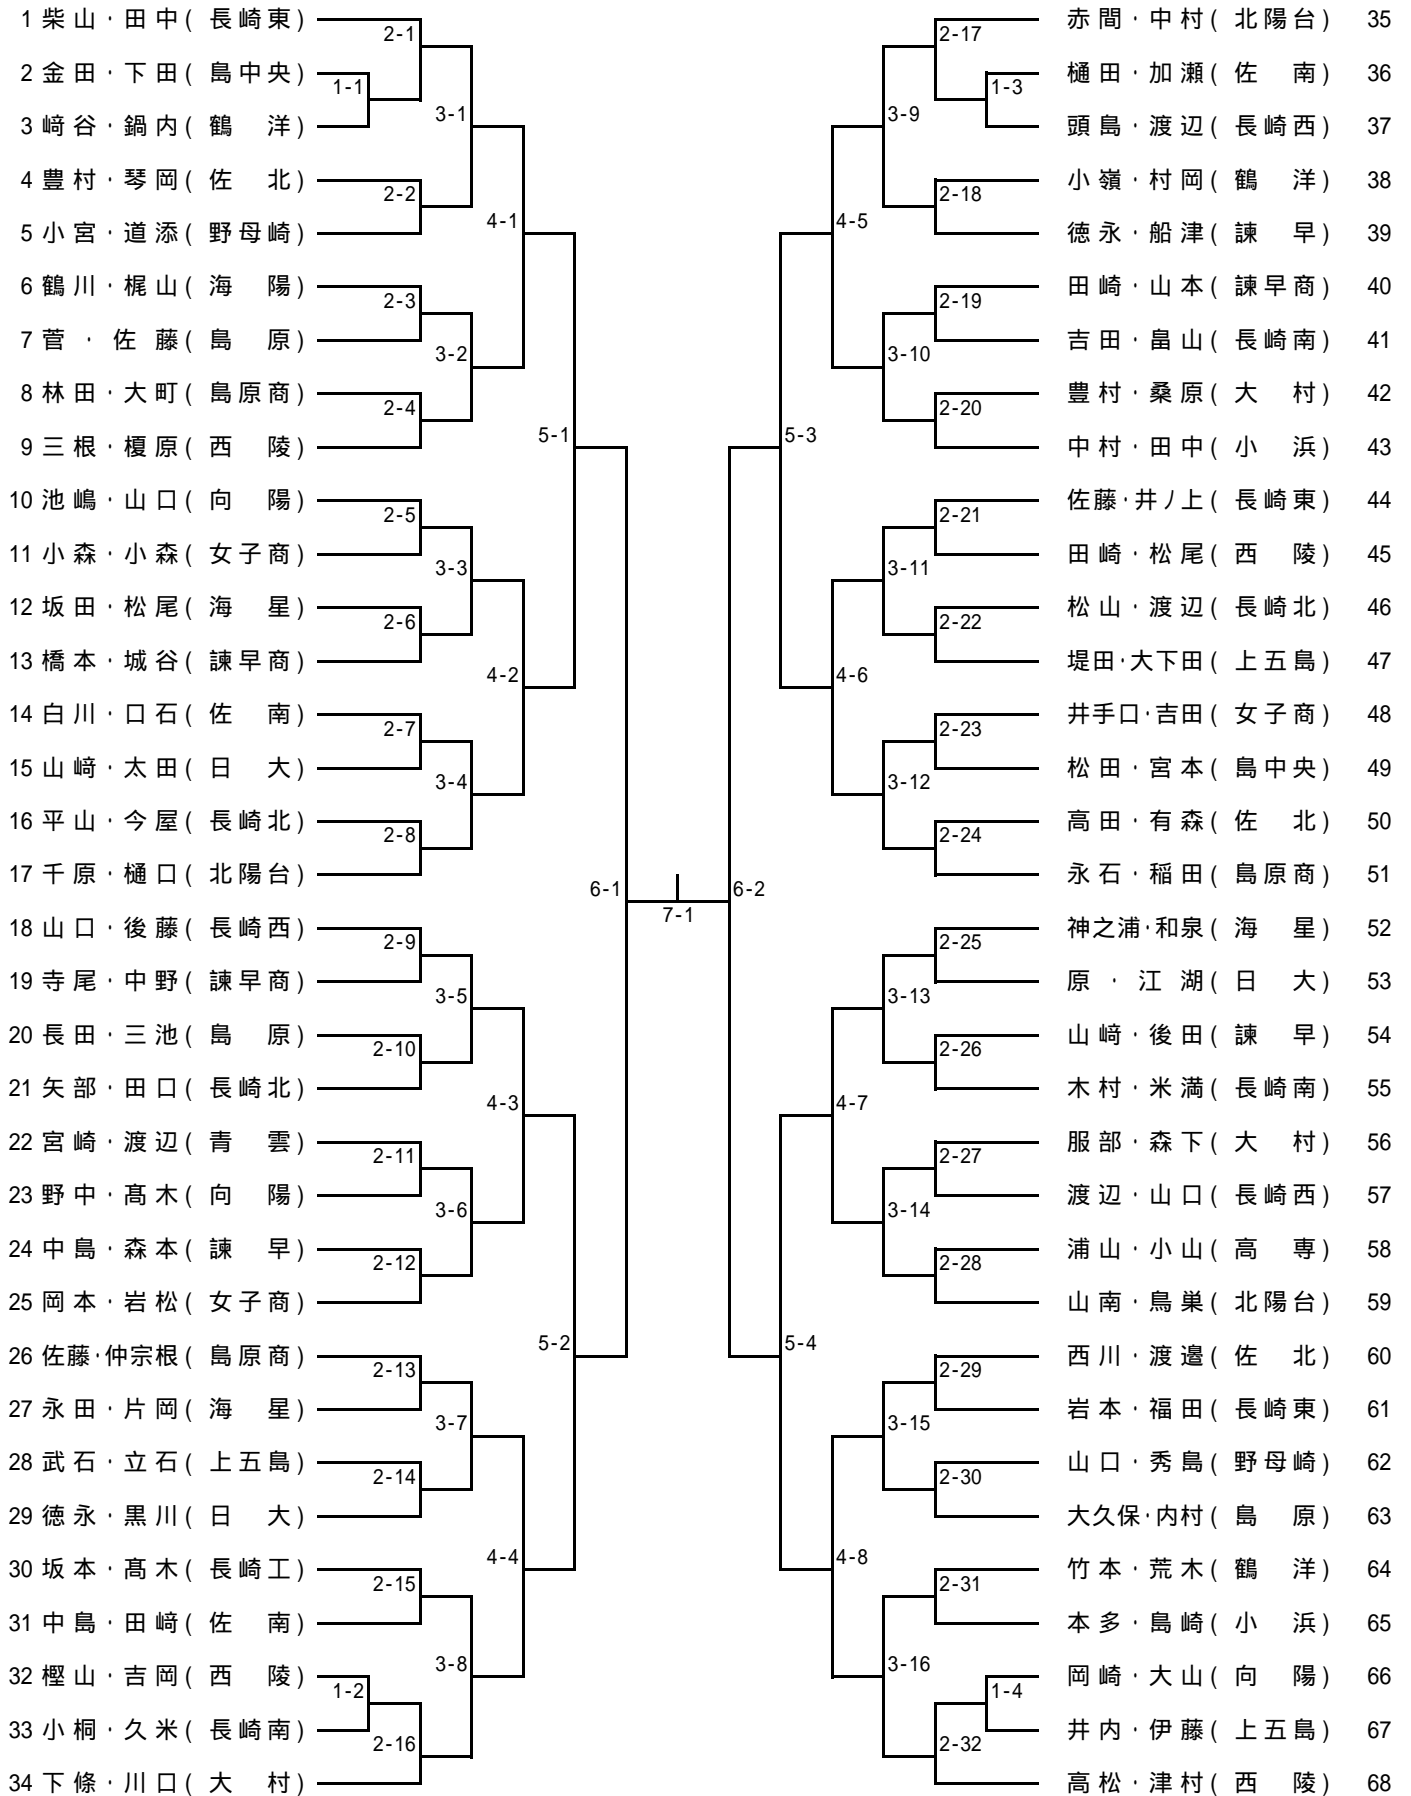 1 柴山・田中(長崎東)
2-1
2 金田・下田(島中央)
1-1
3 﨑谷・鍋内(鶴 洋)
3-1
4 豊村・琴岡(佐 北)
2-2
5 小宮・道添(野母崎)
4-1
6 鶴川・梶山(海 陽)
2-3
7 菅・佐藤(島 原)
3-2
8 林田・大町(島原商)
2-4
9 三根・榎原(西 陵)
5-1
10 池嶋・山口(向 陽)
2-5
11 小森・小森(女子商)
3-3
12 坂田・松尾(海 星)
2-6
13 橋本・城谷(諫早商)
4-2
14 白川・口石(佐 南)
2-7
15 山﨑・太田(日 大)
3-4
16 平山・今屋(長崎北)
2-8
17 千原・樋口(北陽台)
6-1
18 山口・後藤(長崎西)
2-9
19 寺尾・中野(諫早商)
3-5
20 長田・三池(島 原)
2-10
21 矢部・田口(長崎北)
4-3
22 宮崎・渡辺(青 雲)
2-11
23 野中・髙木(向 陽)
3-6
24 中島・森本(諫 早)
2-12
25 岡本・岩松(女子商)
5-2
26 佐藤・仲宗根(島原商)
2-13
27 永田・片岡(海 星)
3-7
28 武石・立石(上五島)
2-14
29 徳永・黒川(日 大)
4-4
30 坂本・髙木(長崎工)
2-15
31 中島・田﨑(佐 南)
3-8
32 樫山・吉岡(西 陵)
1-2
33 小桐・久米(長崎南)
2-16
34 下條・川口(大 村)
7-1
赤間・中村(北陽台) 35
2-17
樋田・加瀬(佐 南) 36
1-3
頭島・渡辺(長崎西) 37
3-9
小嶺・村岡(鶴 洋) 38
2-18
徳永・船津(諫 早) 39
4-5
田崎・山本(諫早商) 40
2-19
吉田・畠山(長崎南) 41
3-10
豊村・桑原(大 村) 42
2-20
中村・田中(小 浜) 43
5-3
佐藤・井ノ上(長崎東) 44
2-21
田崎・松尾(西 陵) 45
3-11
松山・渡辺(長崎北) 46
2-22
堤田・大下田(上五島) 47
4-6
井手口・吉田(女子商) 48
2-23
松田・宮本(島中央) 49
3-12
高田・有森(佐 北) 50
2-24
永石・稲田(島原商) 51
6-2
神之浦・和泉(海 星) 52
2-25
原・江湖(日 大) 53
3-13
山﨑・後田(諫 早) 54
2-26
木村・米満(長崎南) 55
4-7
服部・森下(大 村) 56
2-27
渡辺・山口(長崎西) 57
3-14
浦山・小山(高 専) 58
2-28
山南・鳥巣(北陽台) 59
5-4
西川・渡邉(佐 北) 60
2-29
岩本・福田(長崎東) 61
3-15
山口・秀島(野母崎) 62
2-30
大久保・内村(島 原) 63
4-8
竹本・荒木(鶴 洋) 64
2-31
本多・島崎(小 浜) 65
3-16
岡崎・大山(向 陽) 66
1-4
井内・伊藤(上五島) 67
2-32
高松・津村(西 陵) 68